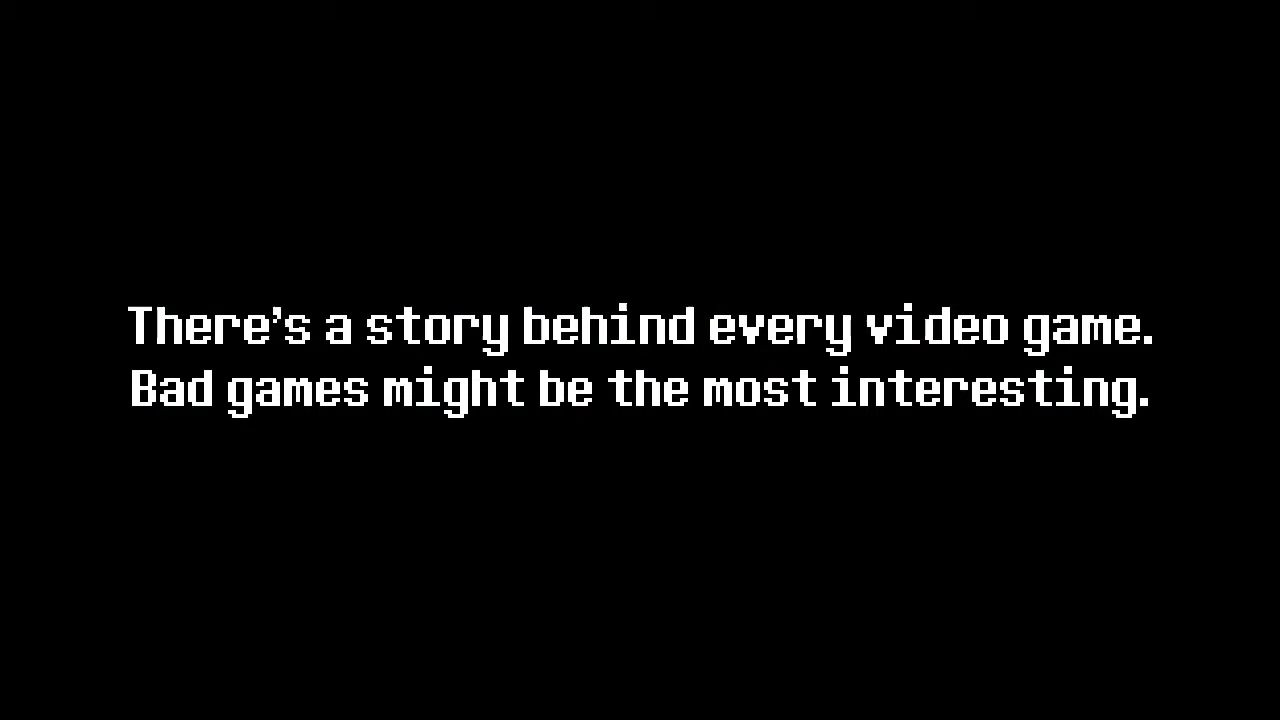 There's a story behind every video game.
Bad games might be the most interesting.